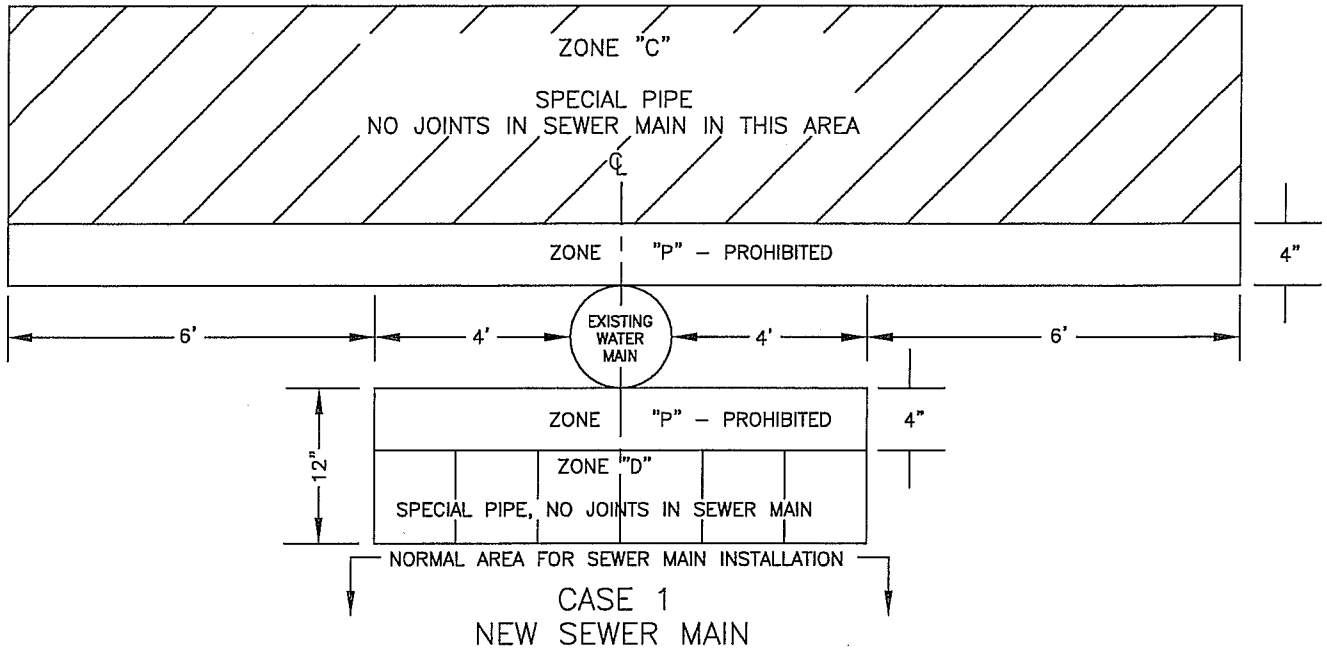 ZONE "C"
SPECIAL PIPE
NO JOINTS IN SEWER MAIN IN THIS AREA
℄
ZONE "P" – PROHIBITED
4"
6'
4'
EXISTING
WATER
MAIN
4'
6'
ZONE "P" – PROHIBITED
4"
12"
ZONE "D"
SPECIAL PIPE, NO JOINTS IN SEWER MAIN
NORMAL AREA FOR SEWER MAIN INSTALLATION
CASE 1
NEW SEWER MAIN